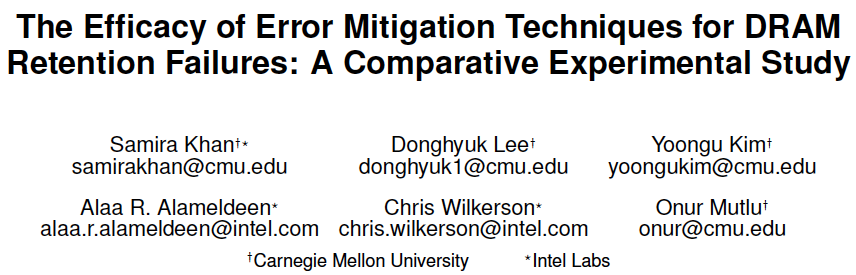 The Efficacy of Error Mitigation Techniques for DRAM
Retention Failures: A Comparative Experimental Study
Samira Khan†⋆ Donghyuk Lee† Yoongu Kim†
samirakhan@cmu.edu donghyuk1@cmu.edu yoongukim@cmu.edu
Alaa R. Alameldeen⋆ Chris Wilkerson⋆ Onur Mutlu†
alaa.r.alameldeen@intel.com chris.wilkerson@intel.com onur@cmu.edu
†Carnegie Mellon University ⋆Intel Labs